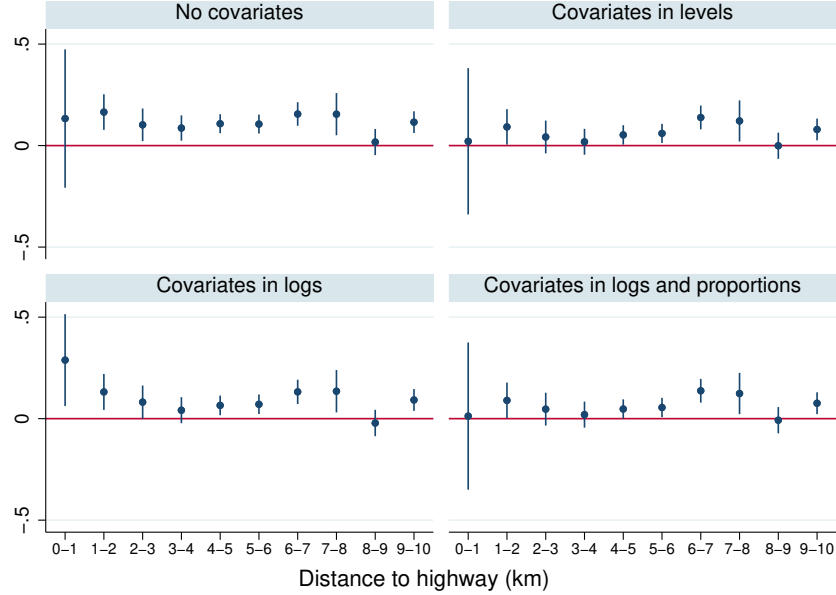 No covariates
Covariates in levels
.5
0
-.5
Covariates in logs
Covariates in logs and proportions
.5
0
-.5
0-1 1-2 2-3 3-4 4-5 5-6 6-7 7-8 8-9 9-10
0-1 1-2 2-3 3-4 4-5 5-6 6-7 7-8 8-9 9-10
Distance to highway (km)